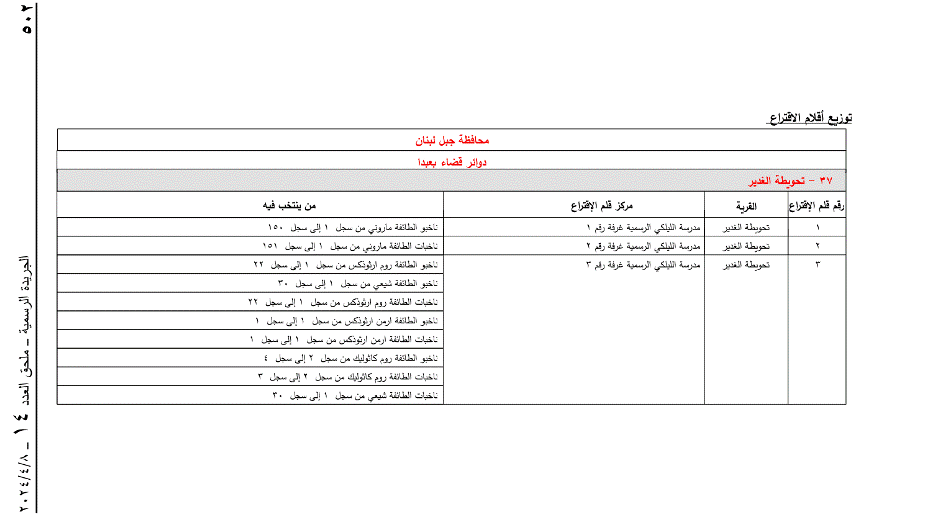 ٥٠٢
الجريدة الرسمية – ملحق العدد ١٤ – ٢٠٢٤/٤/٨
توزيع أقلام الاقتراع
محافظة جبل لبنان
دوائر قضاء بعبدا
٣٧ - تحويطة الغدير
رقم قلم الإقتراع القرية مركز قلم الإقتراع من ينتخب فيه
١ تحويطة الغدير مدرسة الليلكي الرسمية غرفة رقم ١ ناخبو الطائفة ماروني من سجل ١ إلى سجل ١٥٠
٢ تحويطة الغدير مدرسة الليلكي الرسمية غرفة رقم ٢ ناخبات الطائفة ماروني من سجل ١ إلى سجل ١٥١
٣ تحويطة الغدير مدرسة الليلكي الرسمية غرفة رقم ٣ ناخبو الطائفة روم ارثوذكس من سجل ١ إلى سجل ٢٢
ناخبو الطائفة شيعي من سجل ١ إلى سجل ٣٠
ناخبات الطائفة روم ارثوذكس من سجل ١ إلى سجل ٢٢
ناخبو الطائفة ارمن ارثوذكس من سجل ١ إلى سجل ١
ناخبات الطائفة ارمن ارثوذكس من سجل ١ إلى سجل ١
ناخبو الطائفة روم كاثوليك من سجل ٢ إلى سجل ٤
ناخبات الطائفة روم كاثوليك من سجل ٢ إلى سجل ٣
ناخبات الطائفة شيعي من سجل ١ إلى سجل ٣٠